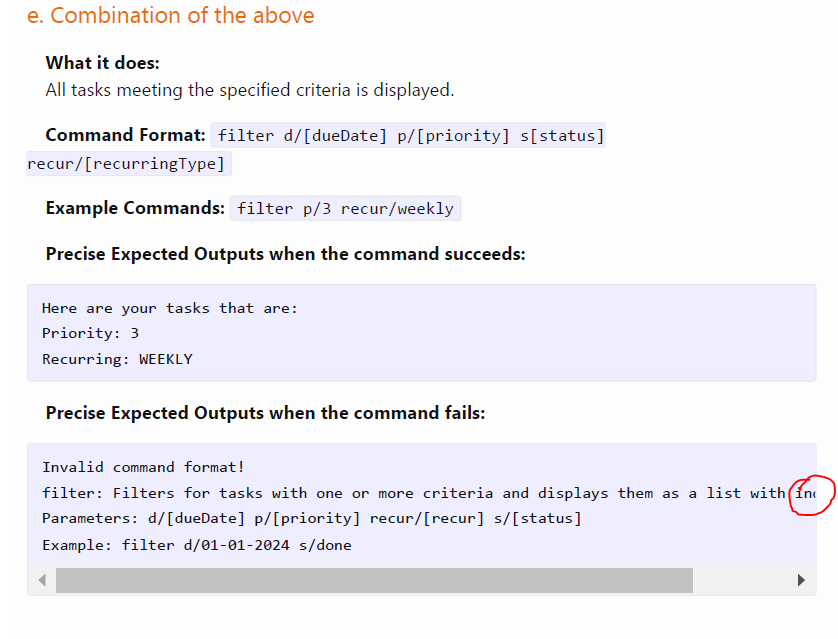 e. Combination of the above
What it does:
All tasks meeting the specified criteria is displayed.
Command Format: filter d/[dueDate] p/[priority] s[status]
recur/[recurringType]
Example Commands: filter p/3 recur/weekly
Precise Expected Outputs when the command succeeds:
Here are your tasks that are:
Priority: 3
Recurring: WEEKLY
Precise Expected Outputs when the command fails:
Invalid command format!
filter: Filters for tasks with one or more criteria and displays them as a list with
Parameters: d/[dueDate] p/[priority] recur/[recur] s/[status]
Example: filter d/01-01-2024 s/done